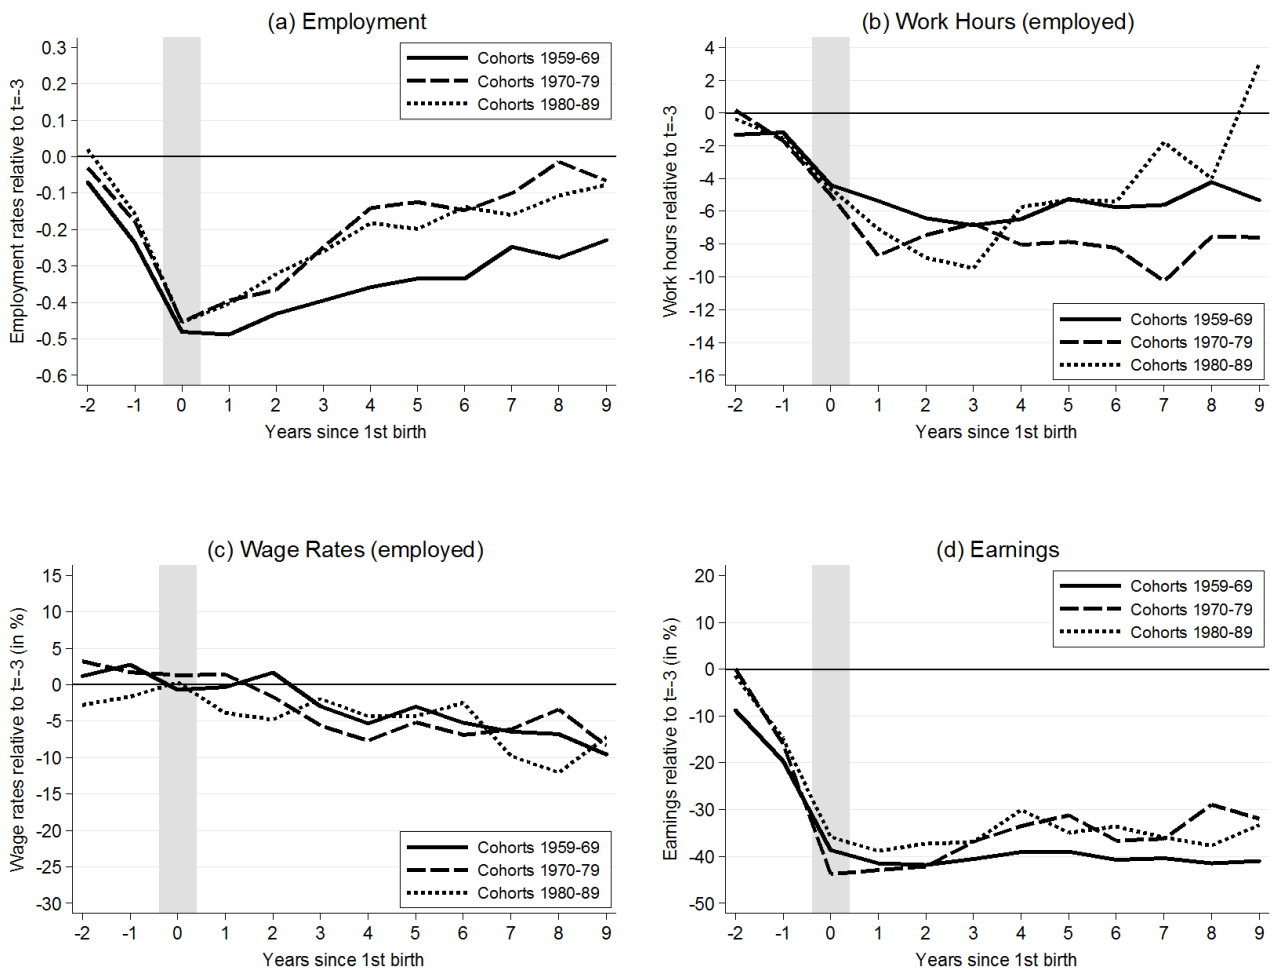 (a) Employment
Employment rates relative to t=-3
0.3
0.2
0.1
0.0
-0.1
-0.2
-0.3
-0.4
-0.5
-0.6
Cohorts 1959-69
Cohorts 1970-79
Cohorts 1980-89
-2 -1 0 1 2 3 4 5 6 7 8 9
Years since 1st birth
(b) Work Hours (employed)
Work hours relative to t=-3
4
2
0
-2
-4
-6
-8
-10
-12
-14
-16
Cohorts 1959-69
Cohorts 1970-79
Cohorts 1980-89
-2 -1 0 1 2 3 4 5 6 7 8 9
Years since 1st birth
(c) Wage Rates (employed)
Wage rates relative to t=-3 (in %)
15
10
5
0
-5
-10
-15
-20
-25
-30
Cohorts 1959-69
Cohorts 1970-79
Cohorts 1980-89
-2 -1 0 1 2 3 4 5 6 7 8 9
Years since 1st birth
(d) Earnings
Earnings relative to t=-3 (in %)
20
10
0
-10
-20
-30
-40
-50
Cohorts 1959-69
Cohorts 1970-79
Cohorts 1980-89
-2 -1 0 1 2 3 4 5 6 7 8 9
Years since 1st birth